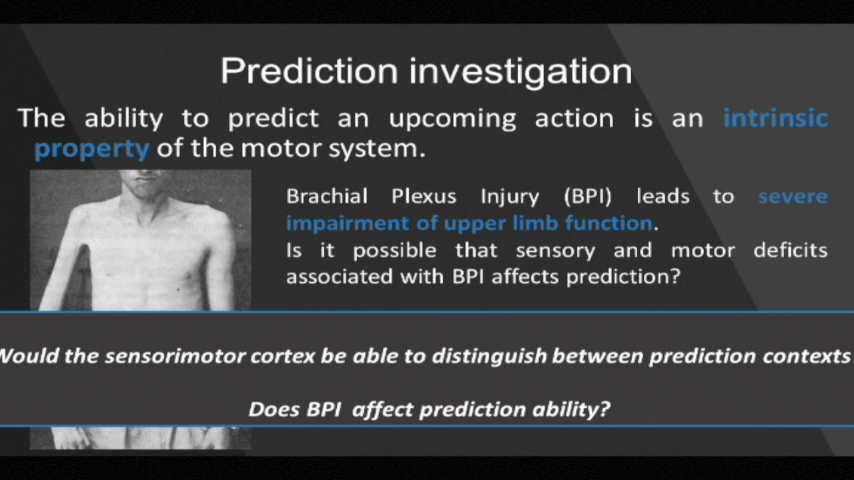 Prediction investigation
The ability to predict an upcoming action is an intrinsic
property of the motor system.
Brachial Plexus Injury (BPI) leads to severe
impairment of upper limb function.
Is it possible that sensory and motor deficits
associated with BPI affects prediction?
Would the sensorimotor cortex be able to distinguish between prediction contexts
Does BPI affect prediction ability?